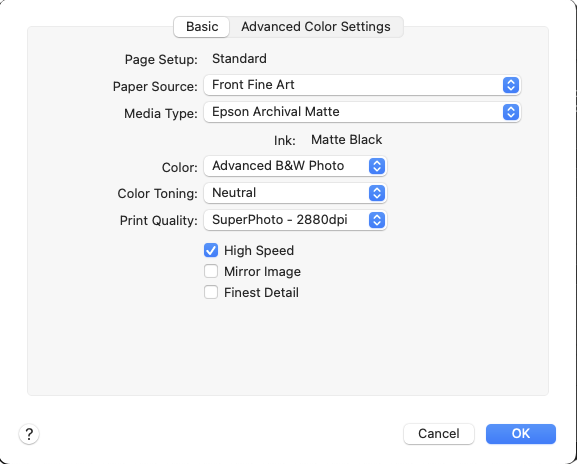 Basic Advanced Color Settings
Page Setup: Standard
Paper Source: Front Fine Art
Media Type: Epson Archival Matte
Ink: Matte Black
Color: Advanced B&W Photo
Color Toning: Neutral
Print Quality: SuperPhoto - 2880dpi
High Speed
Mirror Image
Finest Detail
? Cancel OK